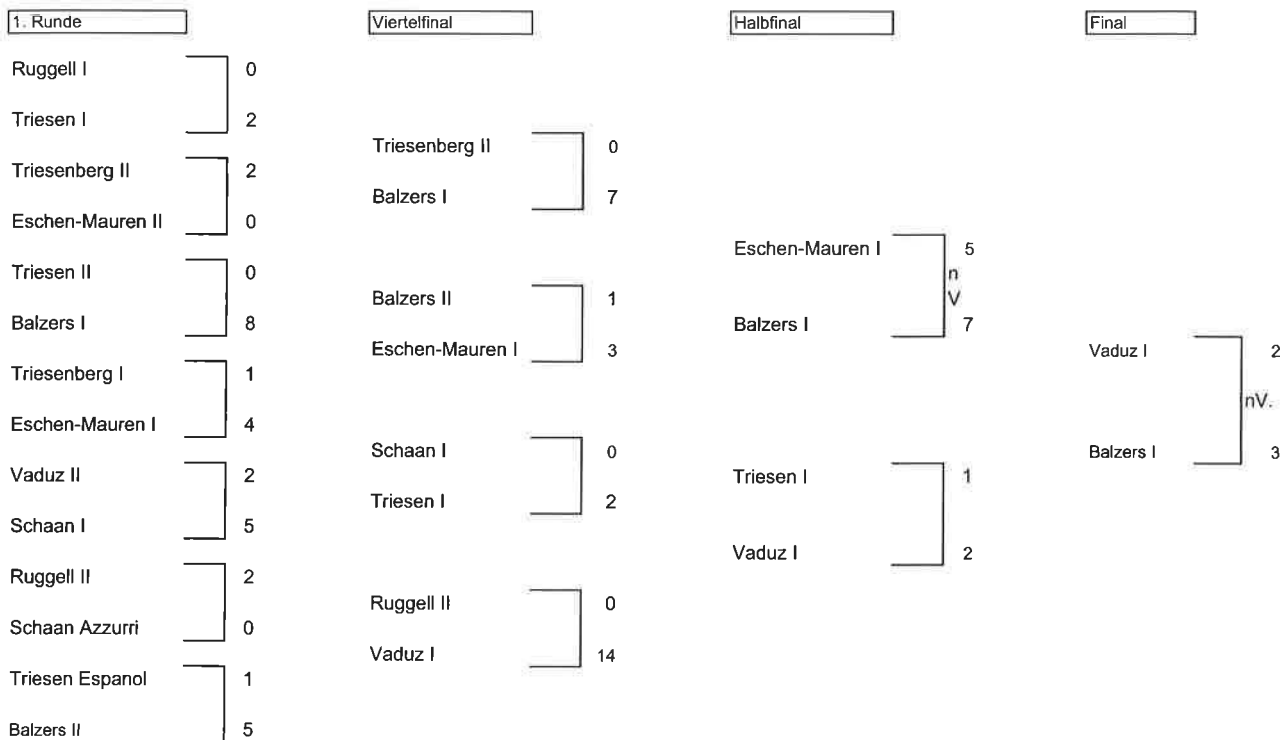 1. Runde
Ruggell I 0
Triesen I 2
Triesenberg II 2
Eschen-Mauren II 0
Triesen II 0
Balzers I 8
Triesenberg I 1
Eschen-Mauren I 4
Vaduz II 2
Schaan I 5
Ruggell II 2
Schaan Azzurri 0
Triesen Espanol 1
Balzers II 5
Viertelfinal
Triesenberg II 0
Balzers I 7
Balzers II 1
Eschen-Mauren I 3
Schaan I 0
Triesen I 2
Ruggell II 0
Vaduz I 14
Halbfinal
Eschen-Mauren I 5
n
V
Balzers I 7
Triesen I 1
Vaduz I 2
Final
Vaduz I 2
nV.
Balzers I 3